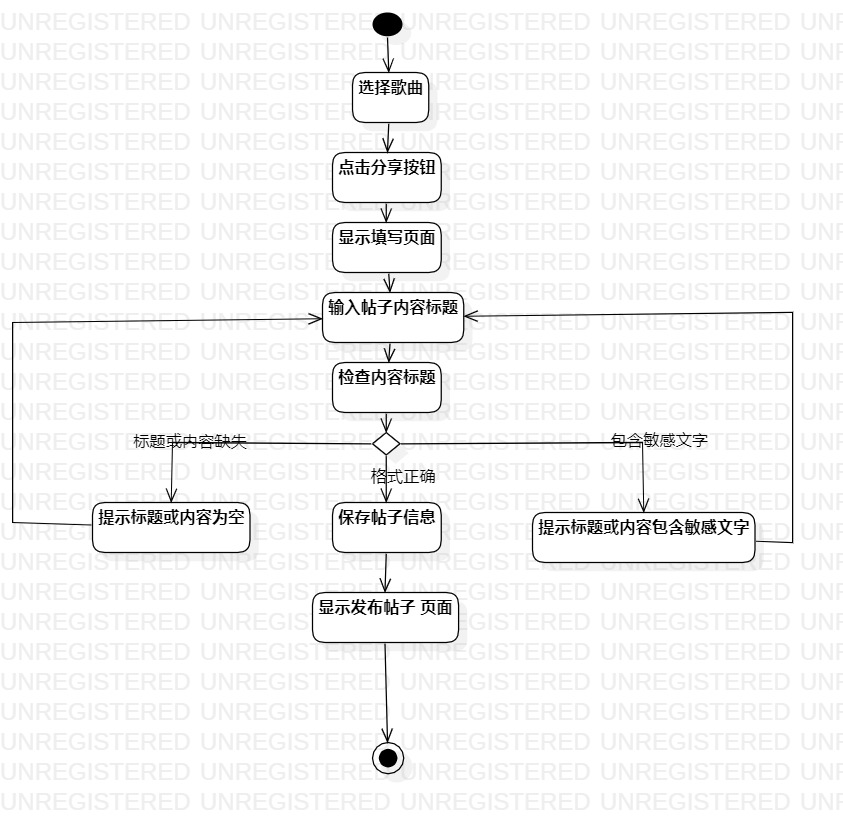 选择歌曲
点击分享按钮
显示填写页面
输入帖子内容标题
检查内容标题
标题或内容缺失
包含敏感文字
格式正确
提示标题或内容为空
保存帖子信息
提示标题或内容包含敏感文字
显示发布帖子 页面
UNREGISTERED